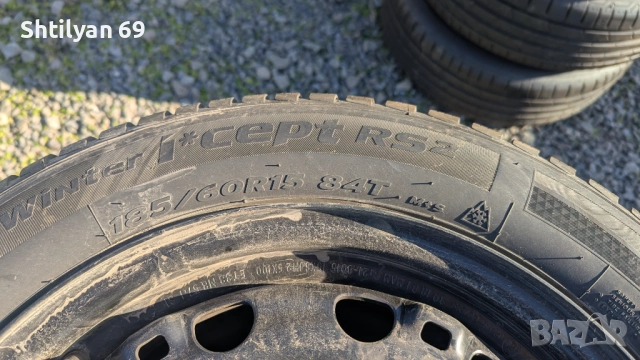 Shtilyan 69
Winter i*cept RS2
185/60R15 84T M+S
BAZAR